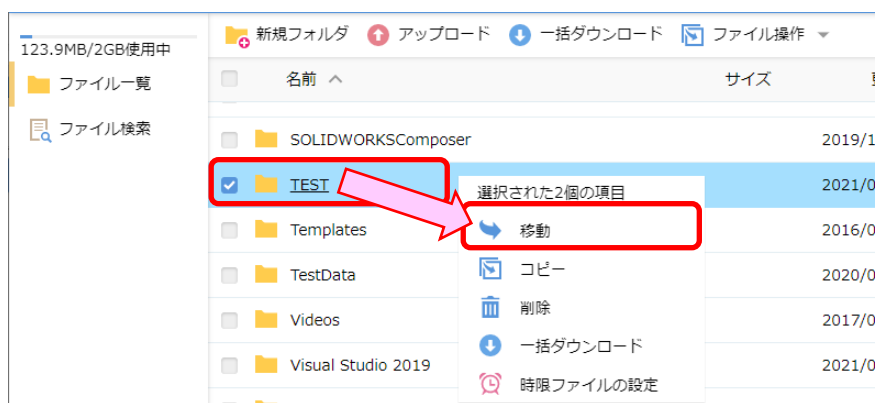 新規フォルダ アップロード 一括ダウンロード ファイル操作
123.9MB/2GB使用中
名前 サイズ
ファイル一覧
ファイル検索
SOLIDWORKSComposer 2019/1
TEST 2021/0
選択された2個の項目
移動
Templates 2016/0
コピー
TestData 2020/0
削除
Videos 2017/0
一括ダウンロード
Visual Studio 2019 2021/0
時限ファイルの設定